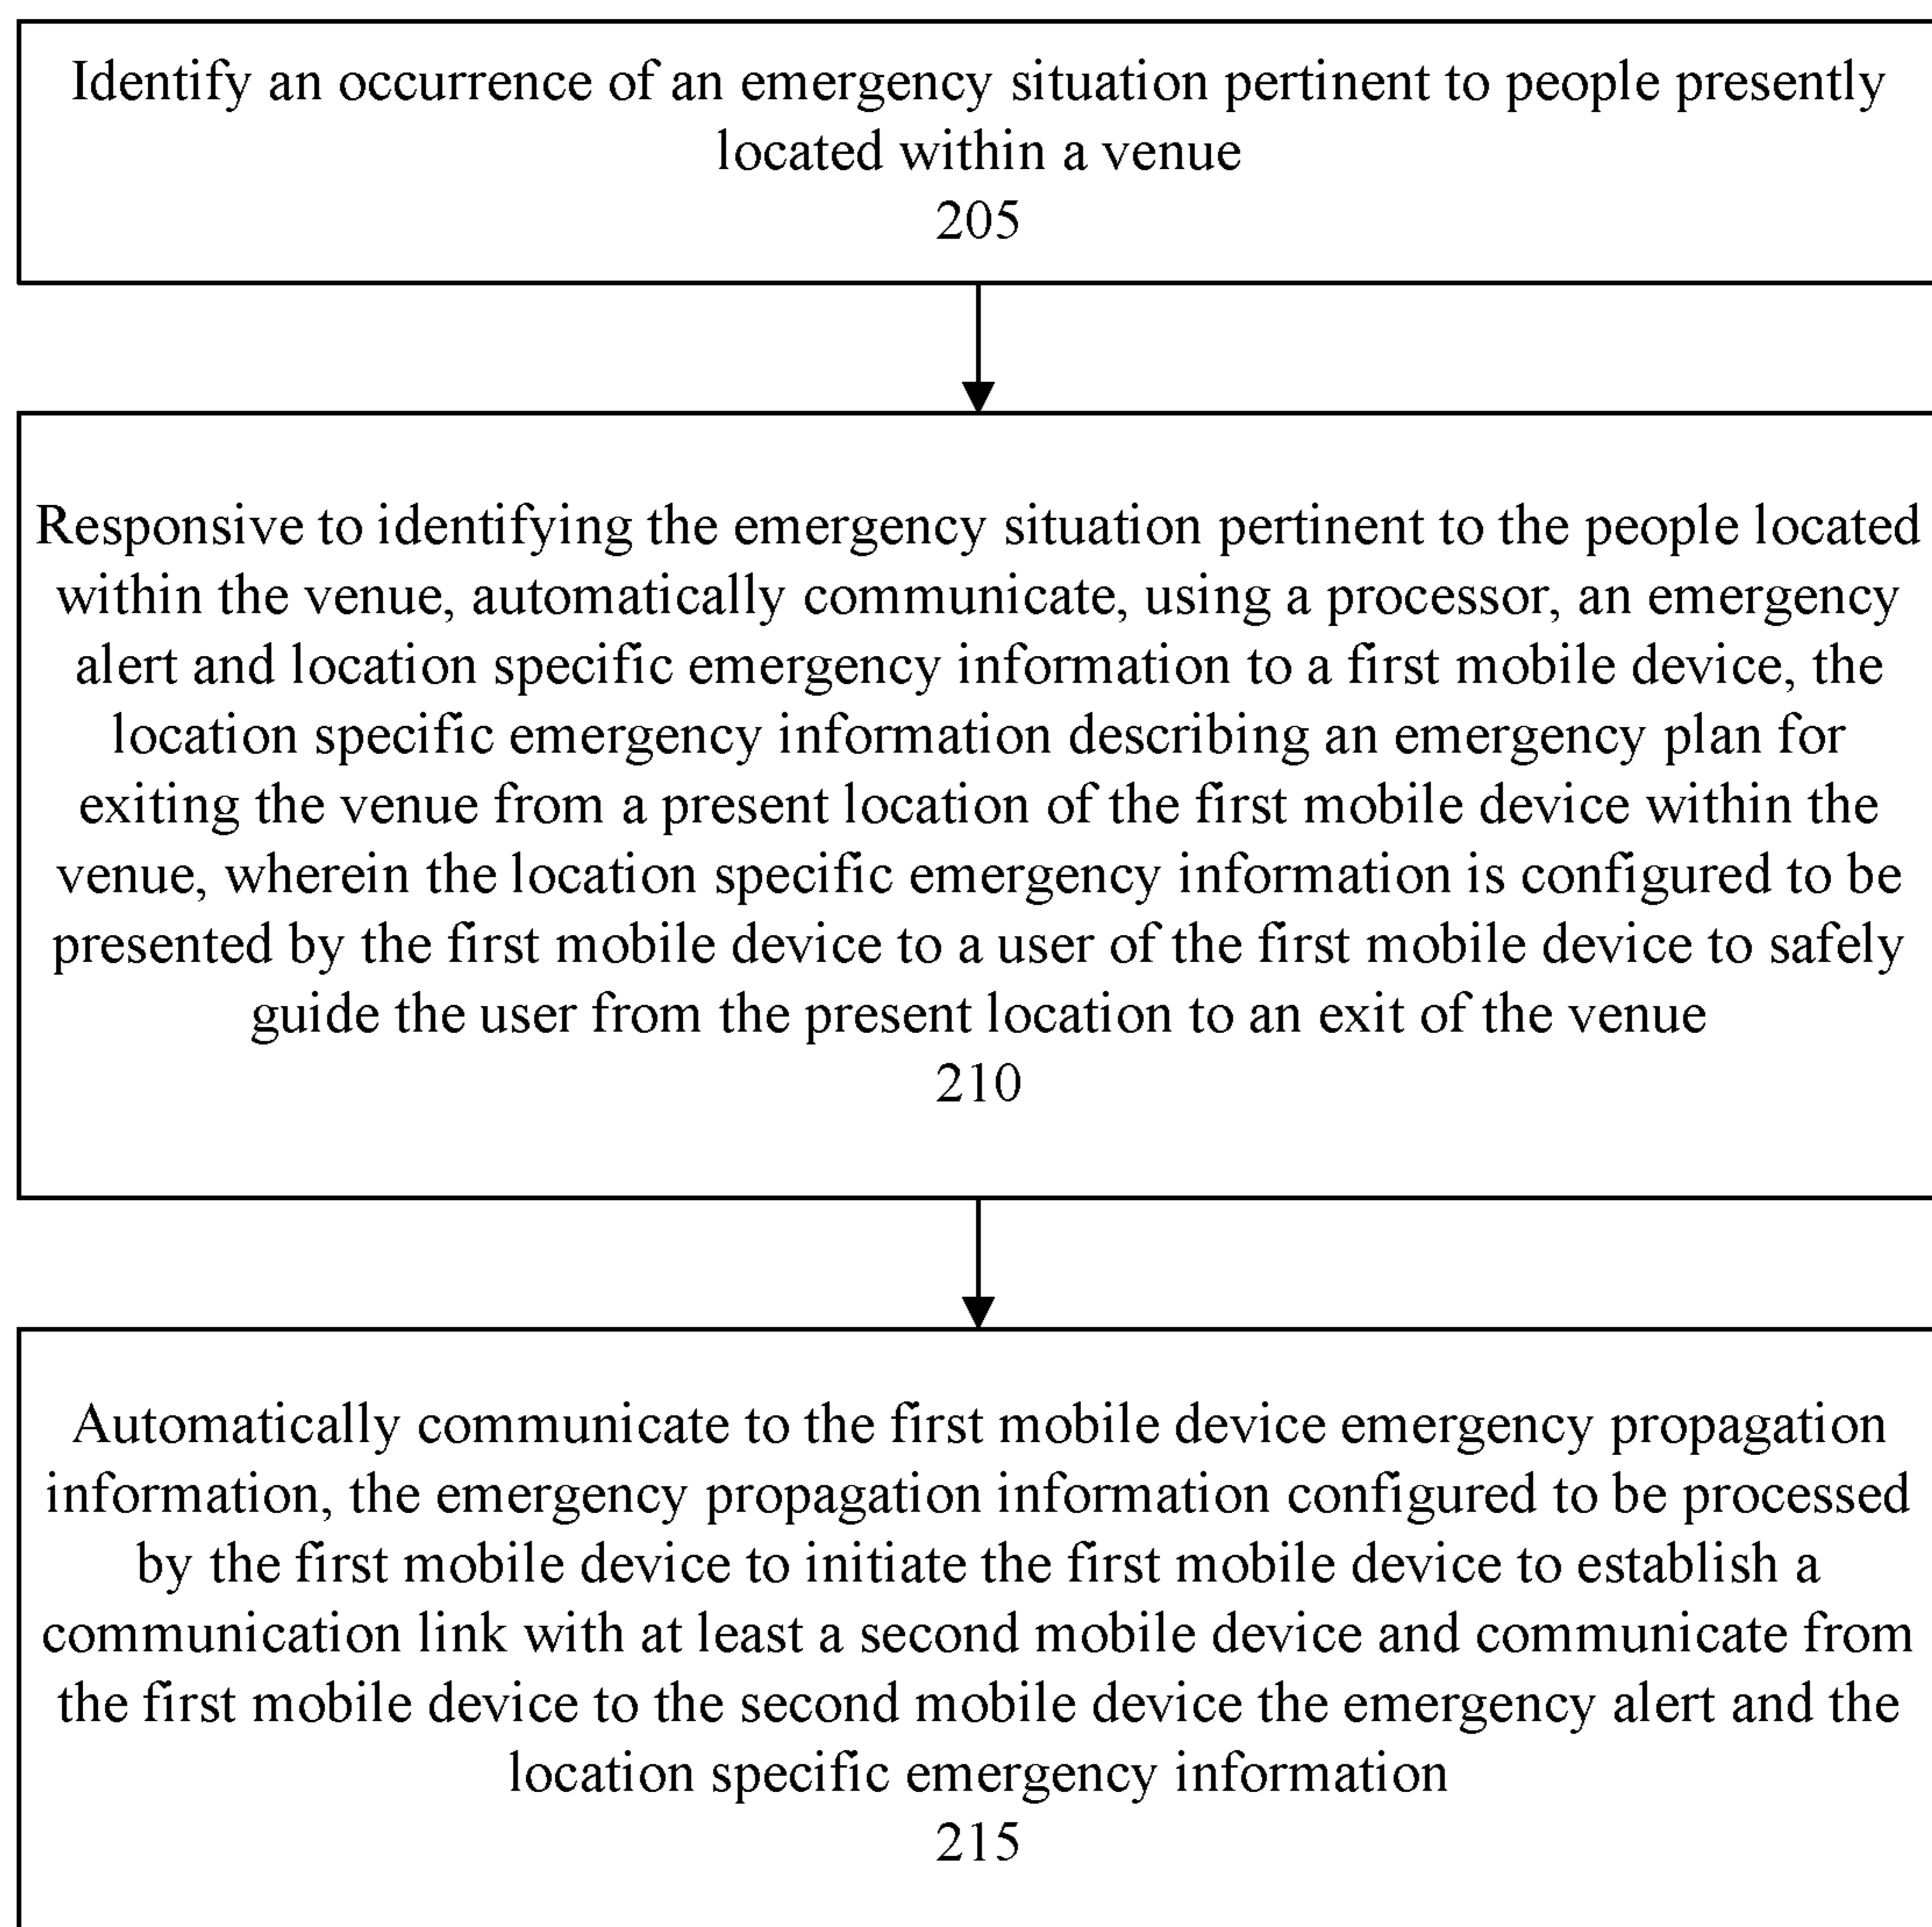 Identify an occurrence of an emergency situation pertinent to people presently
located within a venue
205
Responsive to identifying the emergency situation pertinent to the people located
within the venue, automatically communicate, using a processor, an emergency
alert and location specific emergency information to a first mobile device, the
location specific emergency information describing an emergency plan for
exiting the venue from a present location of the first mobile device within the
venue, wherein the location specific emergency information is configured to be
presented by the first mobile device to a user of the first mobile device to safely
guide the user from the present location to an exit of the venue
210
Automatically communicate to the first mobile device emergency propagation
information, the emergency propagation information configured to be processed
by the first mobile device to initiate the first mobile device to establish a
communication link with at least a second mobile device and communicate from
the first mobile device to the second mobile device the emergency alert and the
location specific emergency information
215